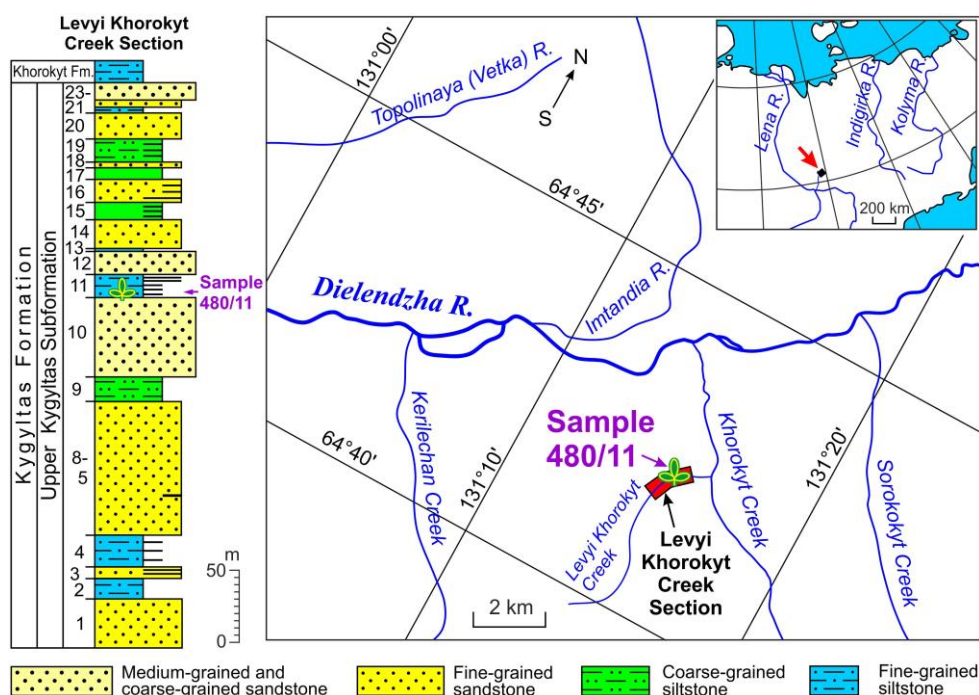 Levyi Khorokyt
Creek Section
Khorokyt Fm.
23-
21
20
19
18
17
16
15
14
13
12
11
10
9
8-
5
4
3
2
1
Kygyltas Formation
Upper Kygyltas Subformation
Sample
480/11
m
50
0
131°00'
Topolinaya (Vetka) R.
N
S
64°45'
Dielendzha R.
Imtandia R.
Kerilechan Creek
64°40'
131°10'
Sample
480/11
Levyi Khorokyt
Creek
Levyi
Khorokyt
Creek
Section
Khorokyt Creek
131°20'
Sorokokyt Creek
2 km
Lena R.
Indigirka R.
Kolyma R.
200 km
Medium-grained and
coarse-grained sandstone
Fine-grained
sandstone
Coarse-grained
siltstone
Fine-grained
siltstone